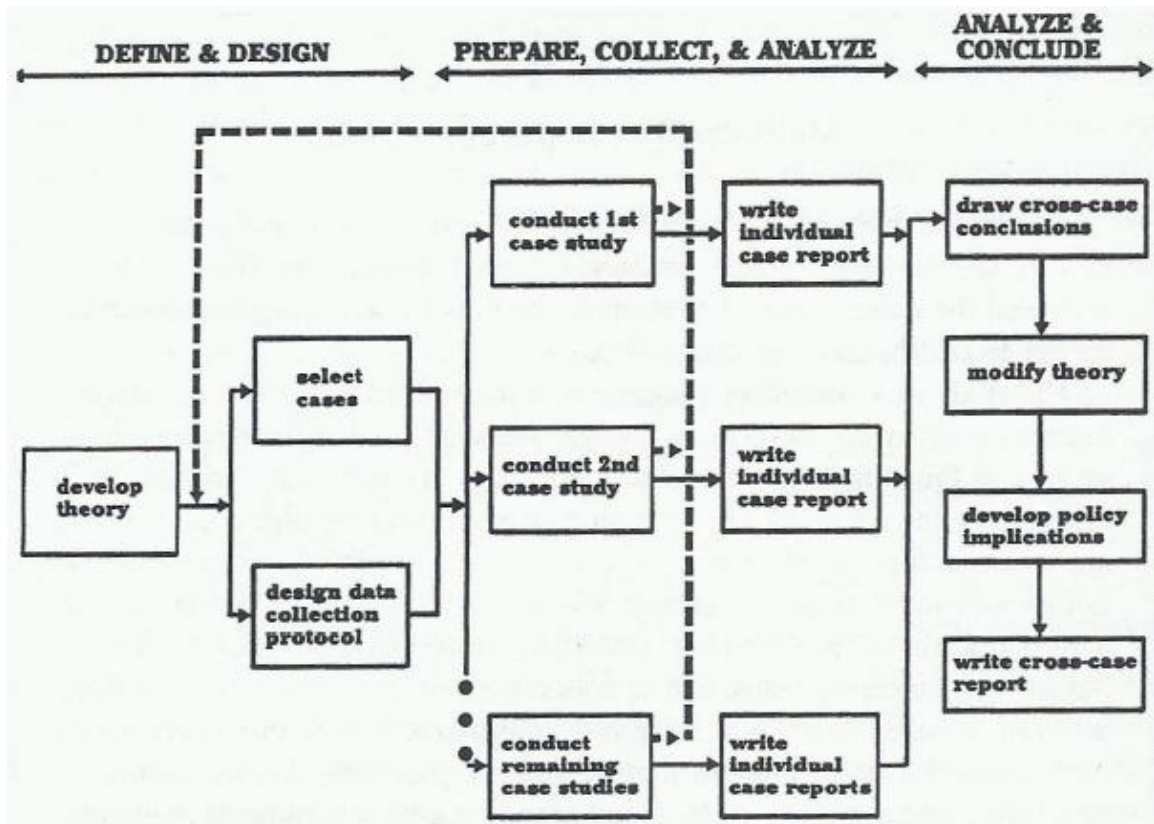 DEFINE & DESIGN
PREPARE, COLLECT, & ANALYZE
ANALYZE &
CONCLUDE
develop
theory
select
cases
design data
collection
protocol
conduct 1st
case study
write
individual
case report
conduct 2nd
case study
write
individual
case report
conduct
remaining
case studies
write
individual
case reports
draw cross-case
conclusions
modify theory
develop policy
implications
write cross-case
report